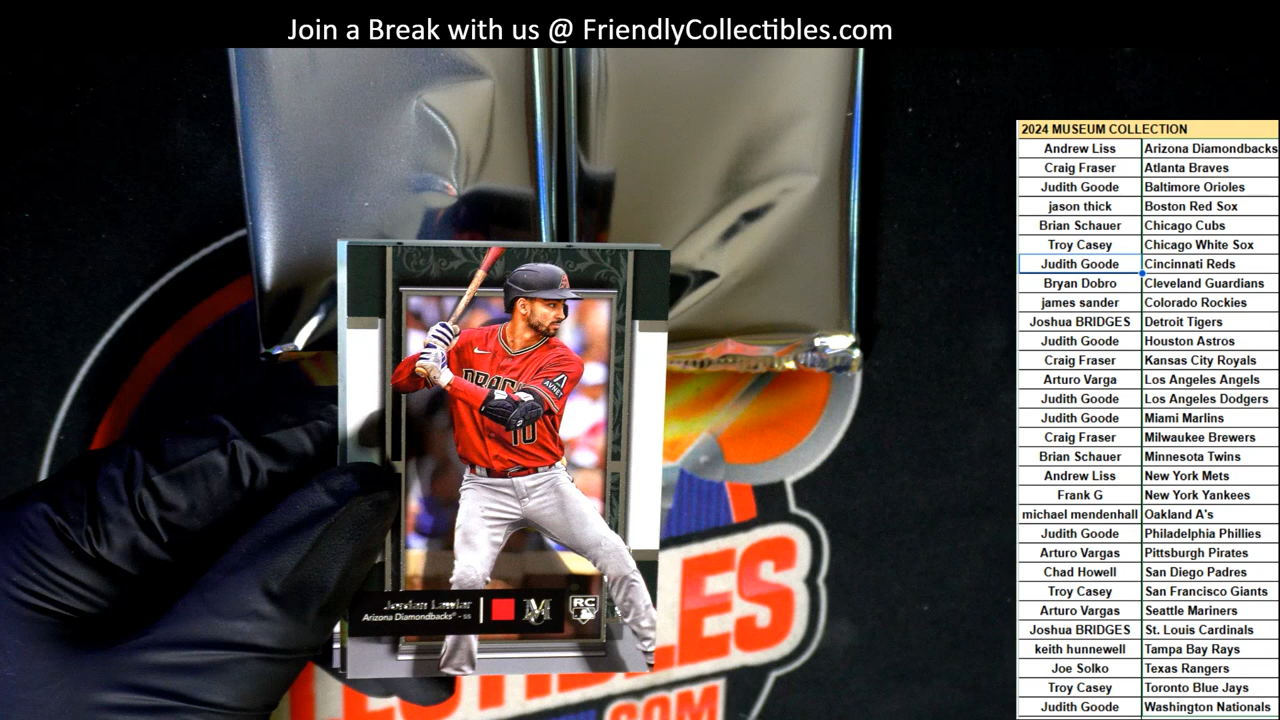 Join a Break with us @ FriendlyCollectibles.com
2024 MUSEUM COLLECTION
Andrew Liss Arizona Diamondbacks
Craig Fraser Atlanta Braves
Judith Goode Baltimore Orioles
jason thick Boston Red Sox
Brian Schauer Chicago Cubs
Troy Casey Chicago White Sox
Judith Goode Cincinnati Reds
Bryan Dobro Cleveland Guardians
james sander Colorado Rockies
Joshua BRIDGES Detroit Tigers
Judith Goode Houston Astros
Craig Fraser Kansas City Royals
Arturo Varga Los Angeles Angels
Judith Goode Los Angeles Dodgers
Judith Goode Miami Marlins
Craig Fraser Milwaukee Brewers
Brian Schauer Minnesota Twins
Andrew Liss New York Mets
Frank G New York Yankees
michael mendenhall Oakland A's
Judith Goode Philadelphia Phillies
Arturo Vargas Pittsburgh Pirates
Chad Howell San Diego Padres
Troy Casey San Francisco Giants
Arturo Vargas Seattle Mariners
Joshua BRIDGES St. Louis Cardinals
keith hunnewell Tampa Bay Rays
Joe Solko Texas Rangers
Troy Casey Toronto Blue Jays
Judith Goode Washington Nationals
AVNET
10
Jordan Lawlar
Arizona Diamondbacks® - SS
M
RC
.COM